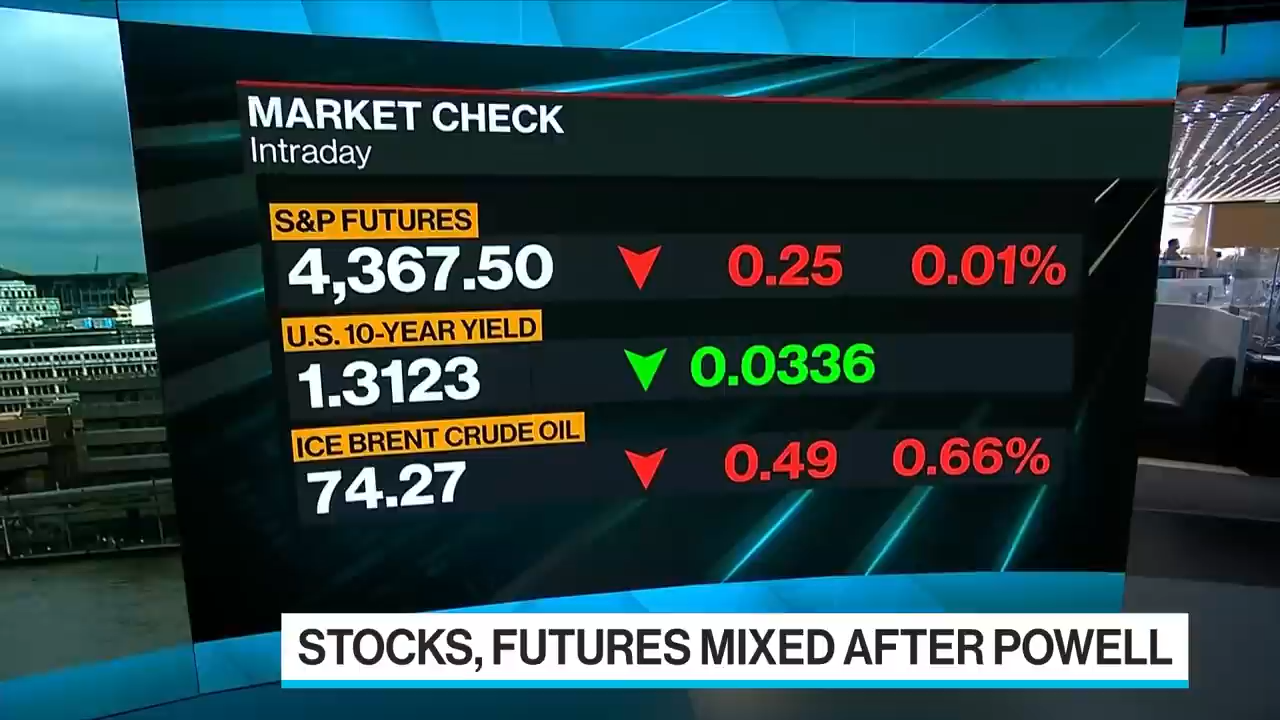 MARKET CHECK
Intraday
S&P FUTURES
4,367.50 0.25 0.01%
U.S. 10-YEAR YIELD
1.3123 0.0336
ICE BRENT CRUDE OIL
74.27 0.49 0.66%
STOCKS, FUTURES MIXED AFTER POWELL